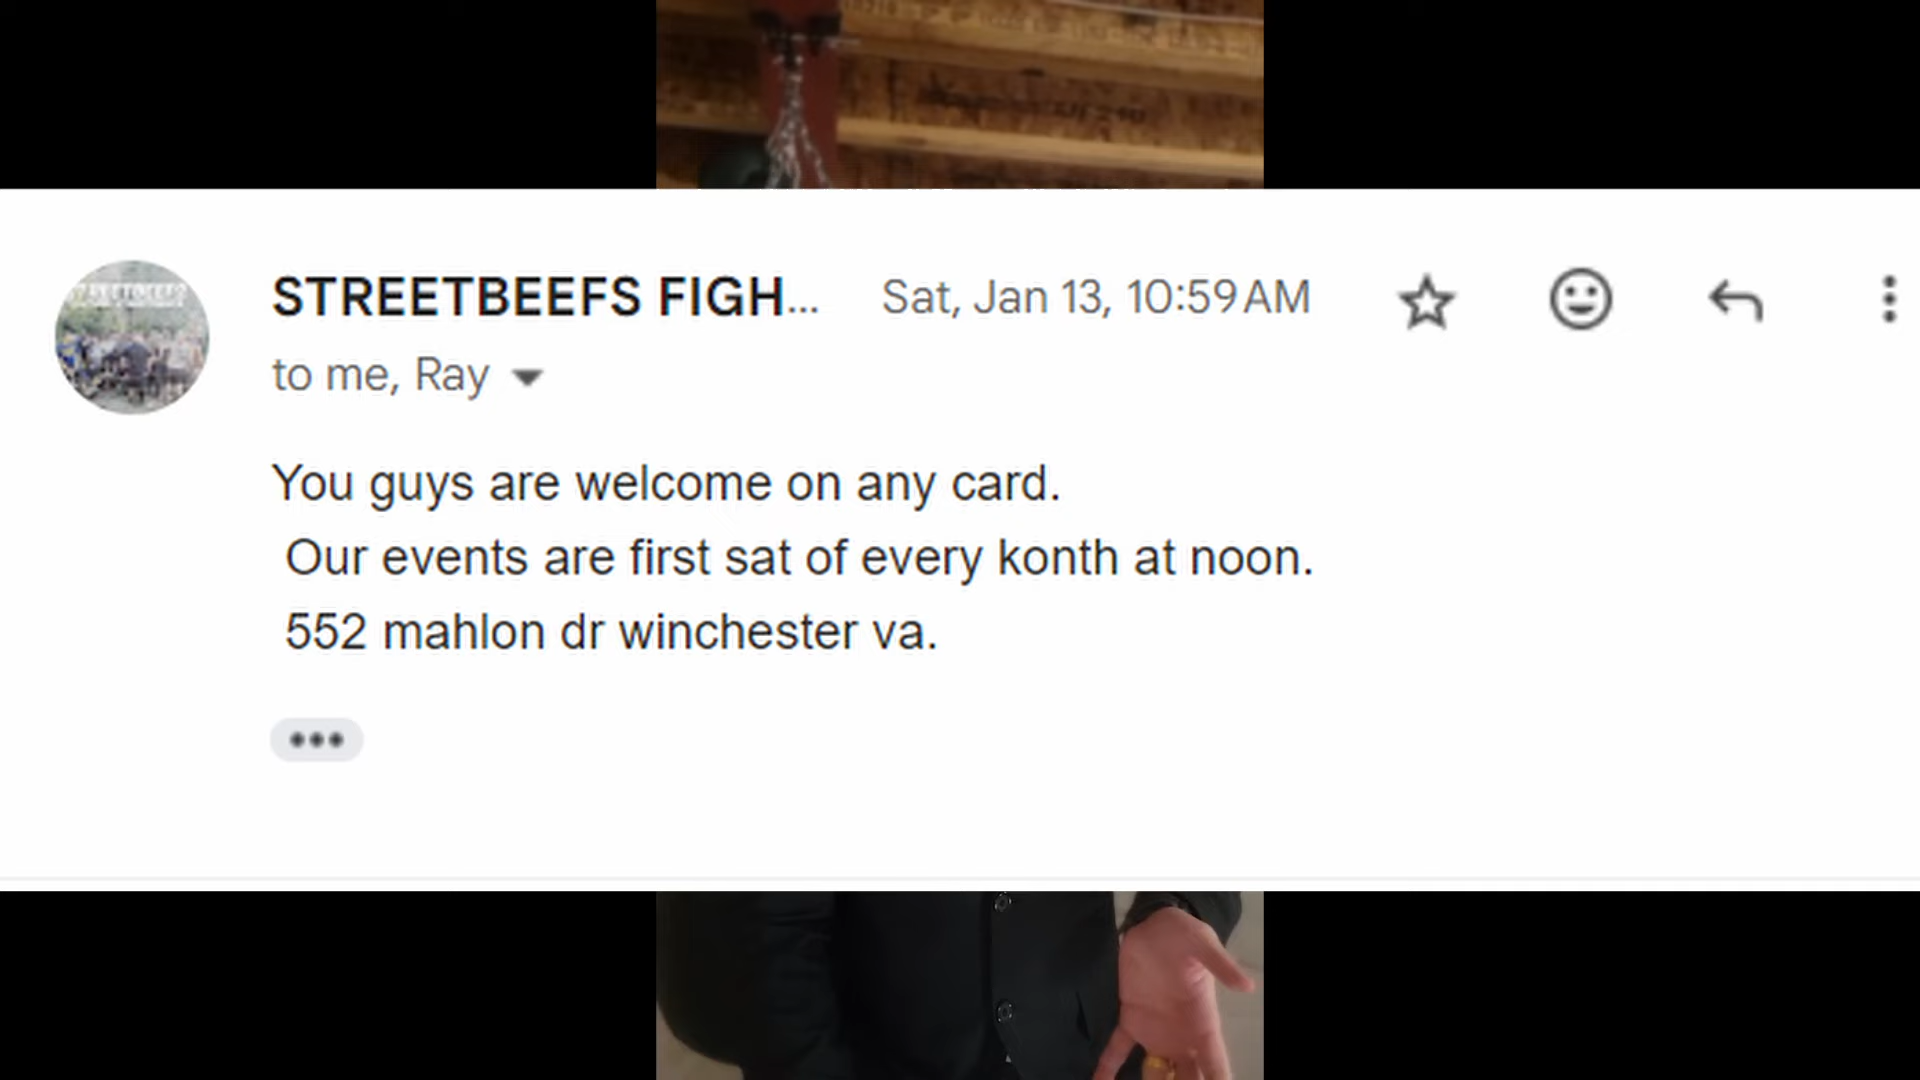 STREETBEEFS FIGH... Sat, Jan 13, 10:59 AM
to me, Ray
You guys are welcome on any card.
Our events are first sat of every konth at noon.
552 mahlon dr winchester va.